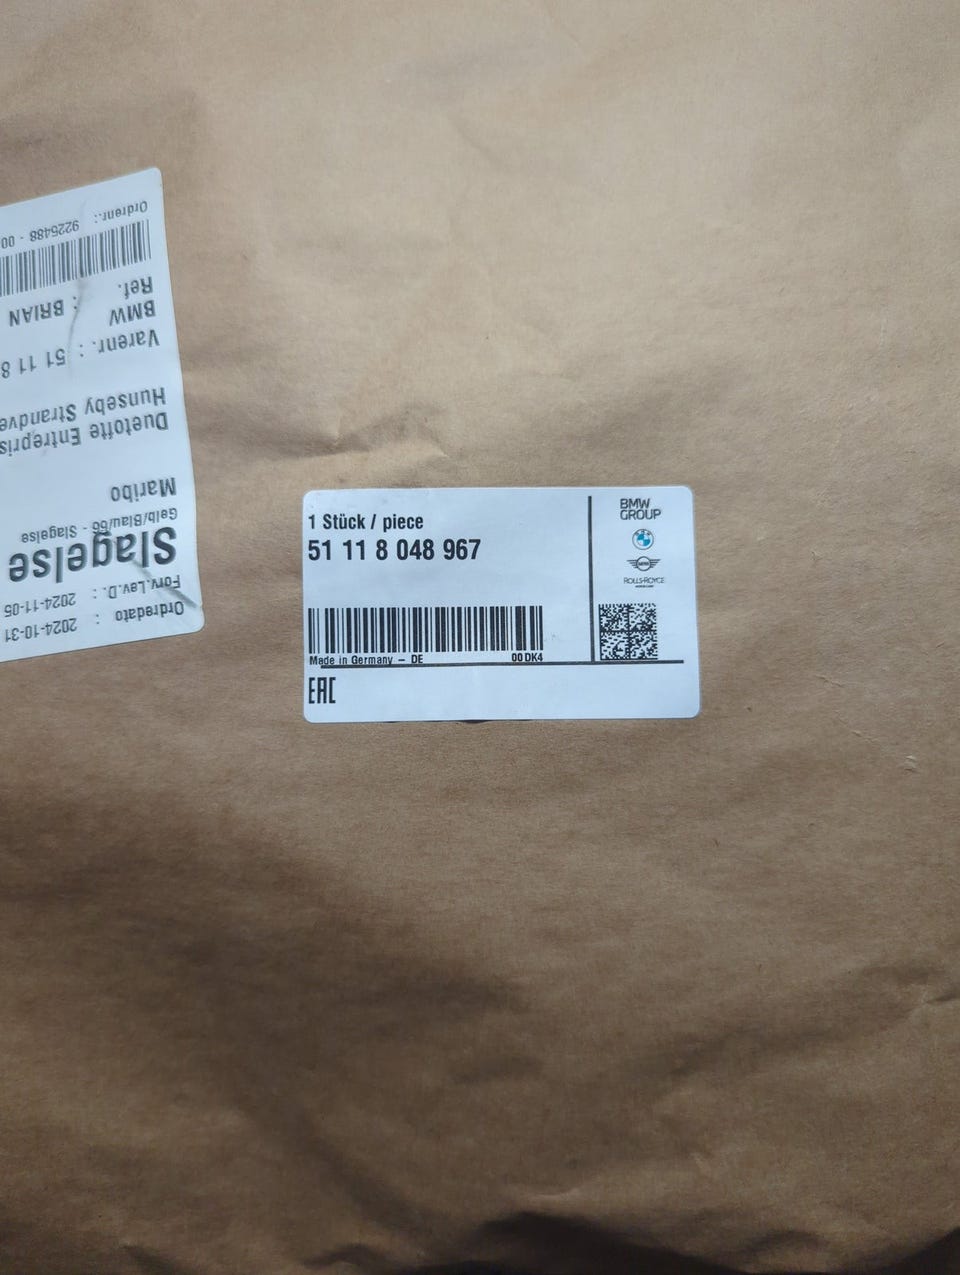 1 Stück / piece
51 11 8 048 967
Made in Germany – DE 00 DK4
EAC
BMW
GROUP
ROLLS-ROYCE
Ordrenr.: 9225488 - 00
Ref. : BRIAN
BMW
Varenr. : 51 11 8
Duetofte Entrepris
Hunseby Strandve
Maribo
Gelb/Blau/66 - Slagelse
Slagelse
Forv.Lev.D.: 2024-11-05
Ordredato : 2024-10-31